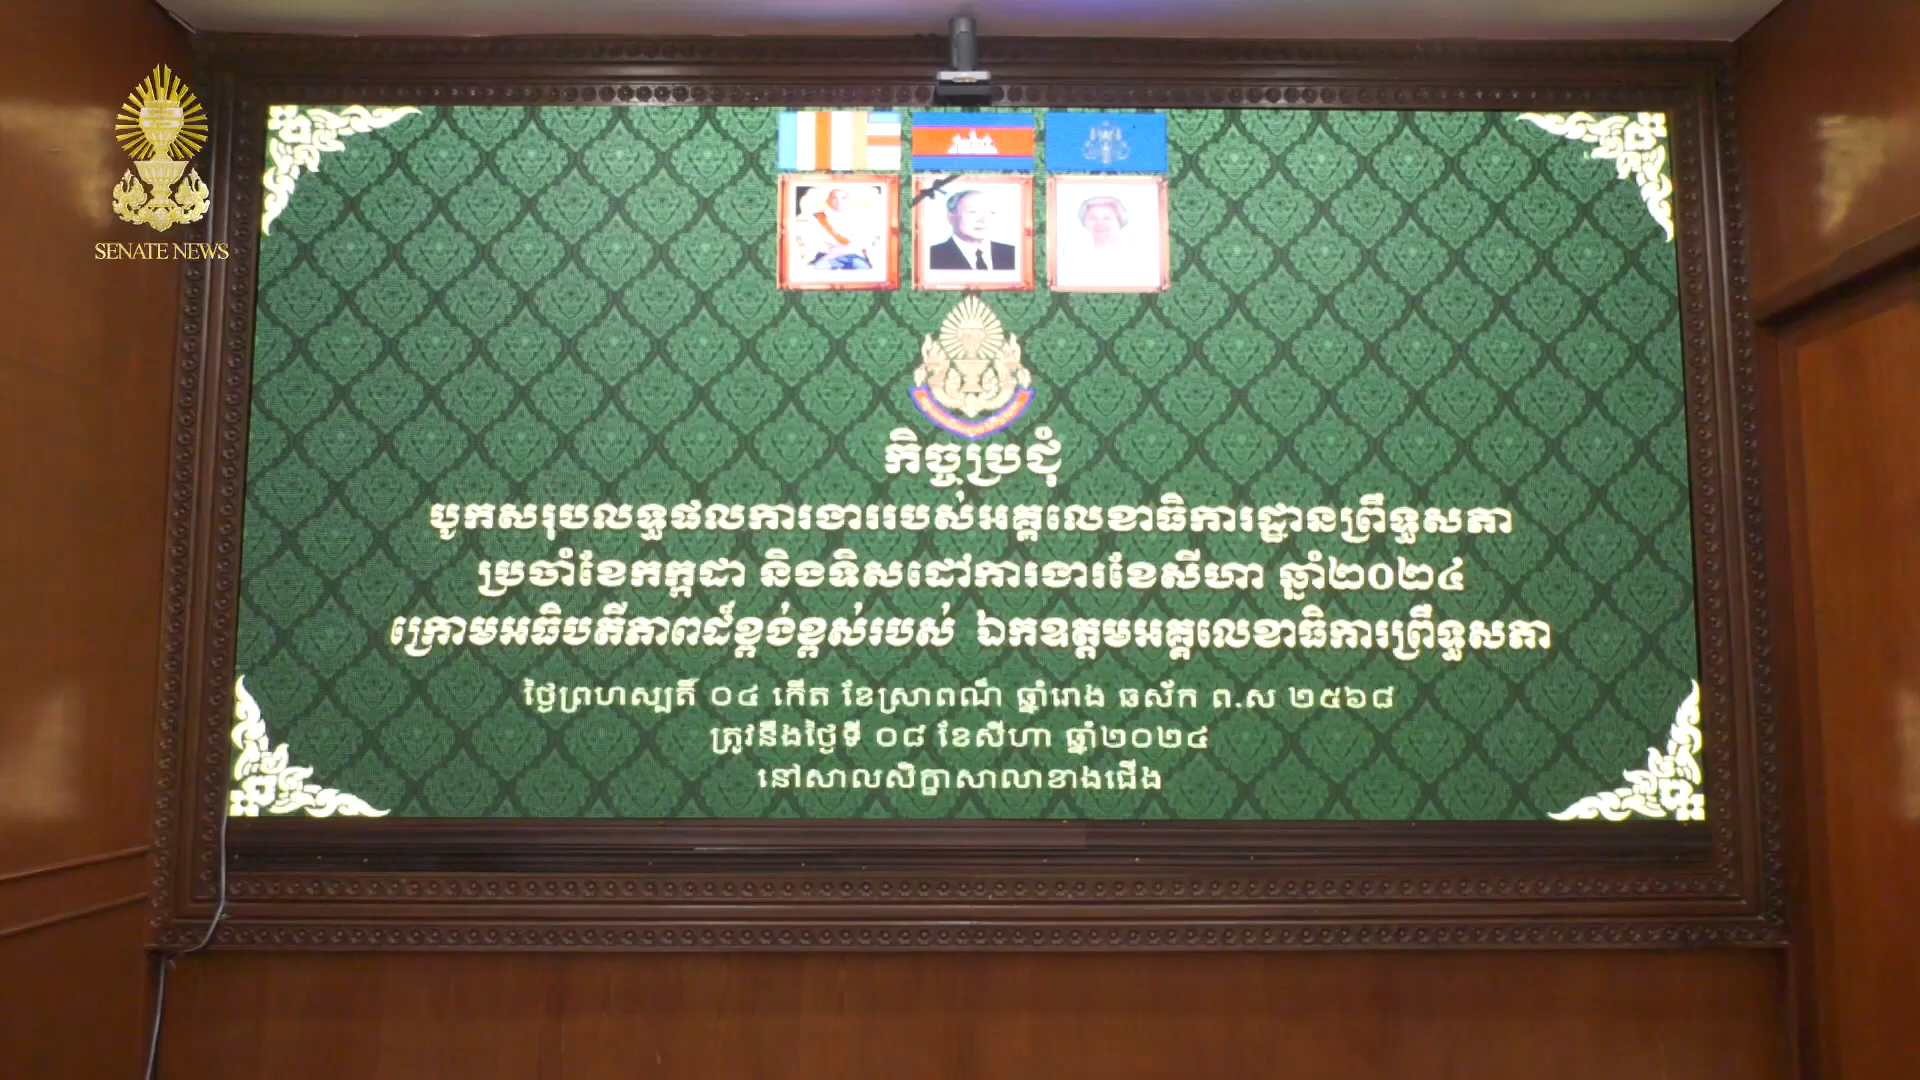 SENATE NEWS
កិច្ចប្រជុំ
បូកសរុបលទ្ធផលការងាររបស់អគ្គលេខាធិការដ្ឋានព្រឹទ្ធសភា
ប្រចាំខែកក្កដា និងទិសដៅការងារខែសីហា ឆ្នាំ២០២៤
ក្រោមអធិបតីភាពដ៏ខ្ពង់ខ្ពស់របស់ ឯកឧត្តមអគ្គលេខាធិការព្រឹទ្ធសភា
ថ្ងៃព្រហស្បតិ៍ ០៤ កើត ខែស្រាពណ៍ ឆ្នាំរោង ឆស័ក ព.ស ២៥៦៨
ត្រូវនឹងថ្ងៃទី ០៨ ខែសីហា ឆ្នាំ២០២៤
នៅសាលសិក្ខាសាលាខាងជើង